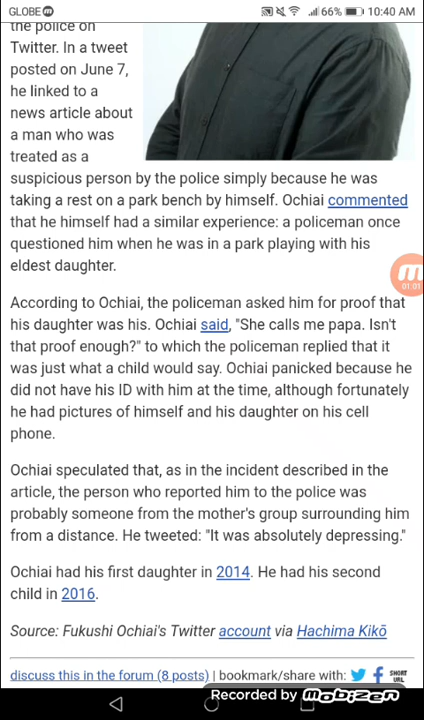 GLOBE 66% 10:40 AM
the police on
Twitter. In a tweet
posted on June 7,
he linked to a
news article about
a man who was
treated as a
suspicious person by the police simply because he was
taking a rest on a park bench by himself. Ochiai commented
that he himself had a similar experience: a policeman once
questioned him when he was in a park playing with his
eldest daughter.
01:01
According to Ochiai, the policeman asked him for proof that
his daughter was his. Ochiai said, "She calls me papa. Isn't
that proof enough?" to which the policeman replied that it
was just what a child would say. Ochiai panicked because he
did not have his ID with him at the time, although fortunately
he had pictures of himself and his daughter on his cell
phone.
Ochiai speculated that, as in the incident described in the
article, the person who reported him to the police was
probably someone from the mother's group surrounding him
from a distance. He tweeted: "It was absolutely depressing."
Ochiai had his first daughter in 2014. He had his second
child in 2016.
Source: Fukushi Ochiai's Twitter account via Hachima Kikō
discuss this in the forum (8 posts) | bookmark/share with: SHORT URL
Recorded by mobizen